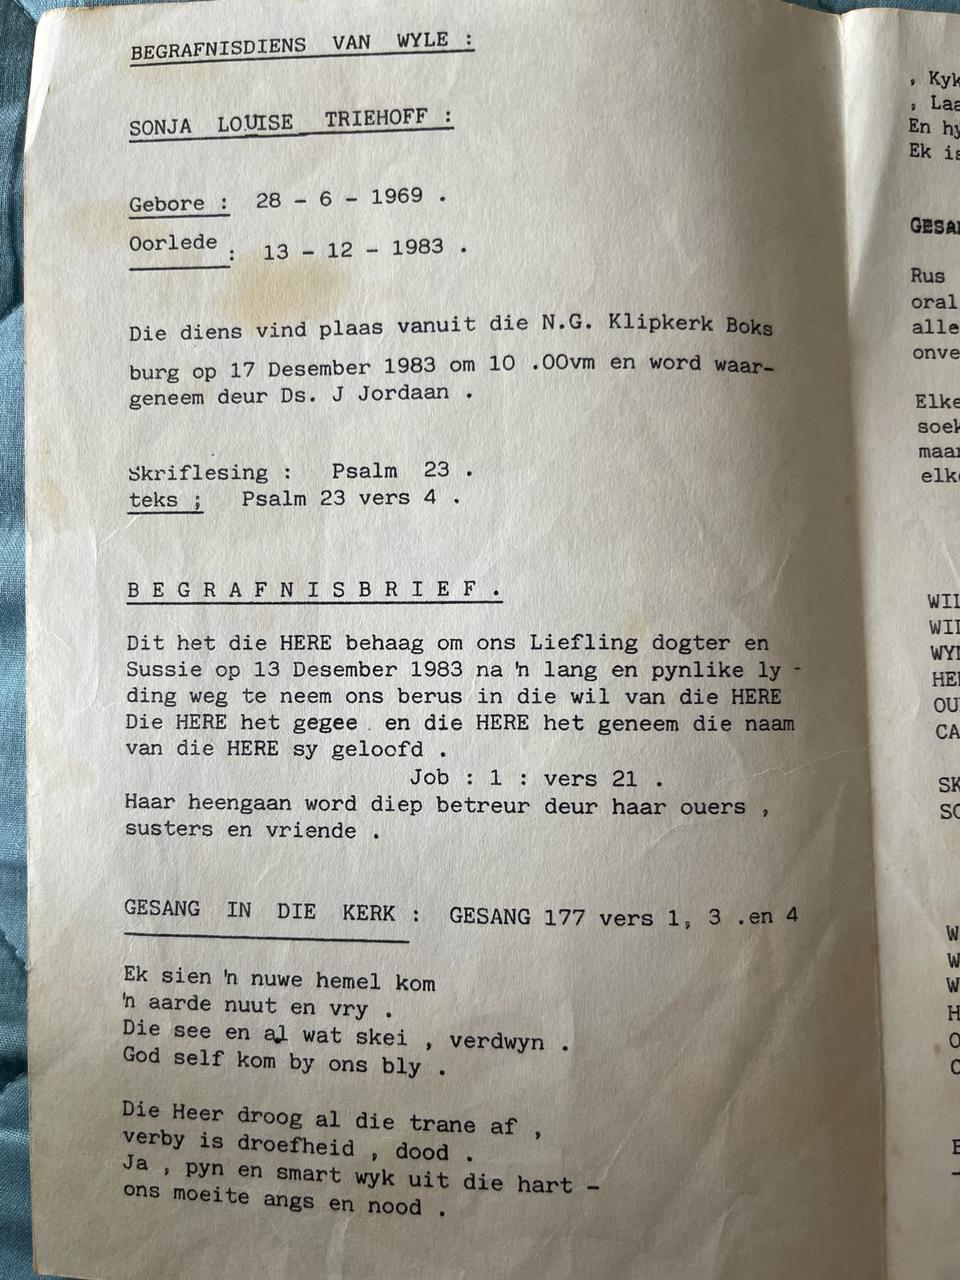 BEGRAFNISDIENS VAN WYLE :
SONJA LOUISE TRIEHOFF :
Gebore : 28 - 6 - 1969 .
Oorlede : 13 - 12 - 1983 .
Die diens vind plaas vanuit die N.G. Klipkerk Boks
burg op 17 Desember 1983 om 10 .00vm en word waar-
geneem deur Ds. J Jordaan .
Skriflesing : Psalm 23 .
teks ; Psalm 23 vers 4 .
B E G R A F N I S B R I E F .
Dit het die HERE behaag om ons Liefling dogter en
Sussie op 13 Desember 1983 na 'n lang en pynlike ly -
ding weg te neem ons berus in die wil van die HERE
Die HERE het gegee . en die HERE het geneem die naam
van die HERE sy geloofd .
Job : 1 : vers 21 .
Haar heengaan word diep betreur deur haar ouers ,
susters en vriende .
GESANG IN DIE KERK : GESANG 177 vers 1, 3 .en 4
Ek sien 'n nuwe hemel kom
'n aarde nuut en vry .
Die see en al wat skei , verdwyn .
God self kom by ons bly .
Die Heer droog al die trane af ,
verby is droefheid , dood .
Ja , pyn en smart wyk uit die hart -
ons moeite angs en nood .
, Kyk
, Laa
En hy
Ek is
GESA
Rus
oral
alle
onve
Elke
soek
maar
elke
WIL
WIL
WYN
HE
OU
CA
SK
SO
W
W
W
H
O
C